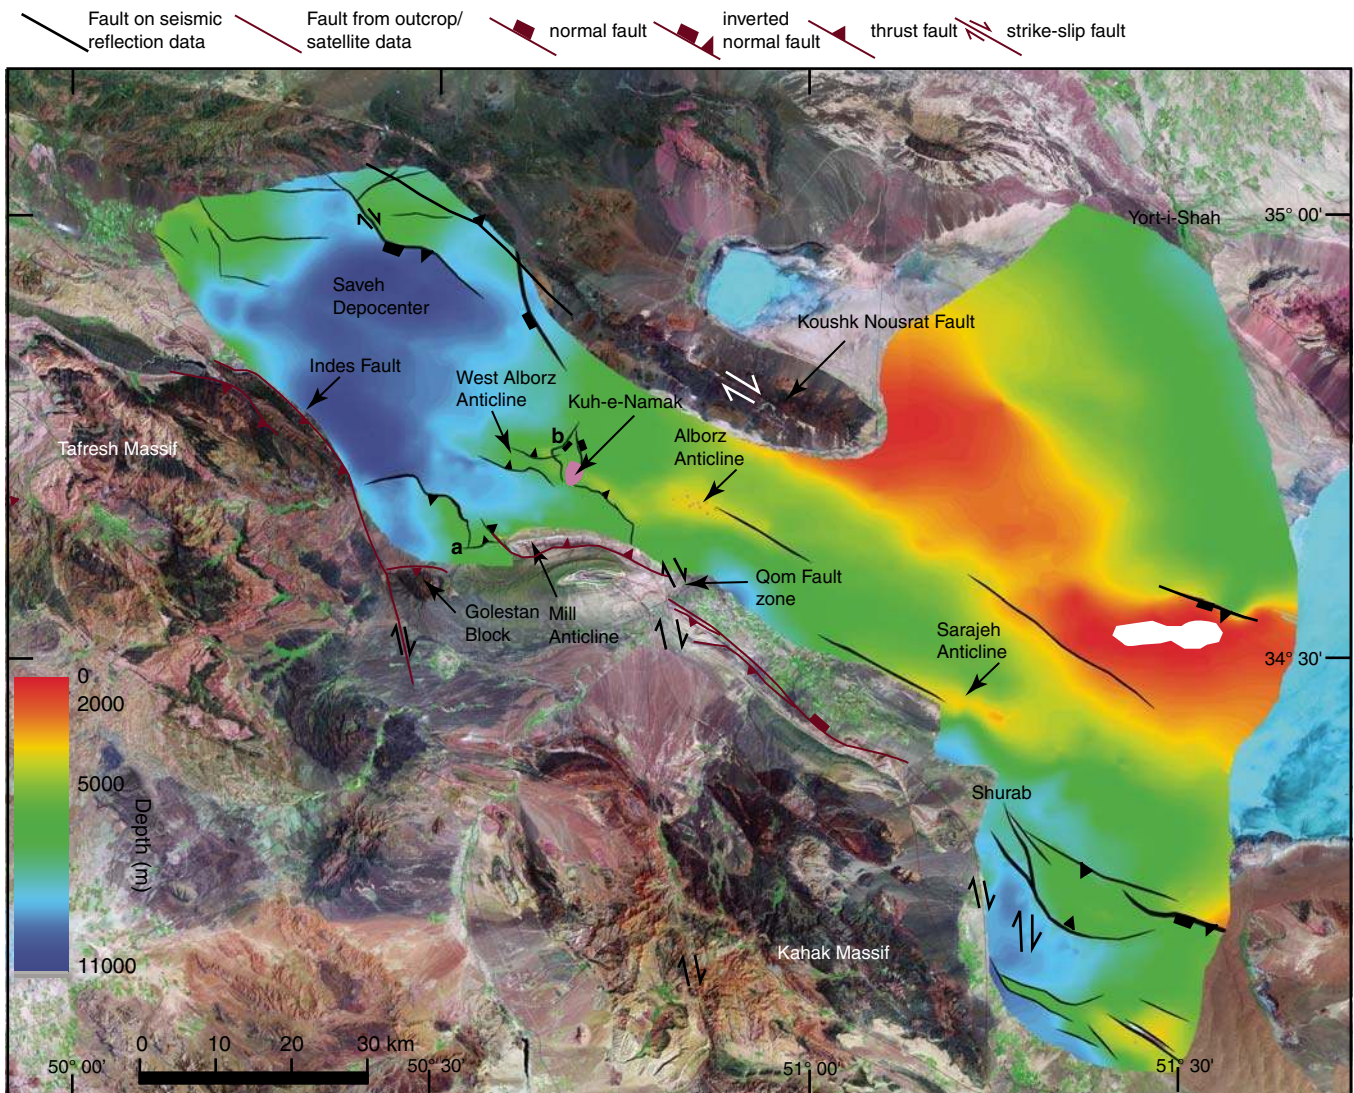 Fault on seismic
reflection data
Fault from outcrop/
satellite data
normal fault
inverted
normal fault
thrust fault
strike-slip fault
Yort-i-Shah
35° 00'
Saveh
Depocenter
Koushk Nousrat Fault
Indes Fault
West Alborz
Anticline
Kuh-e-Namak
b
Alborz
Anticline
Tafresh Massif
a
Qom Fault
zone
Golestan
Block
Mill
Anticline
Sarajeh
Anticline
34° 30'
0
2000
5000
11000
Depth (m)
Shurab
Kahak Massif
0 10 20 30 km
50° 00'
50° 30'
51° 00'
51° 30'